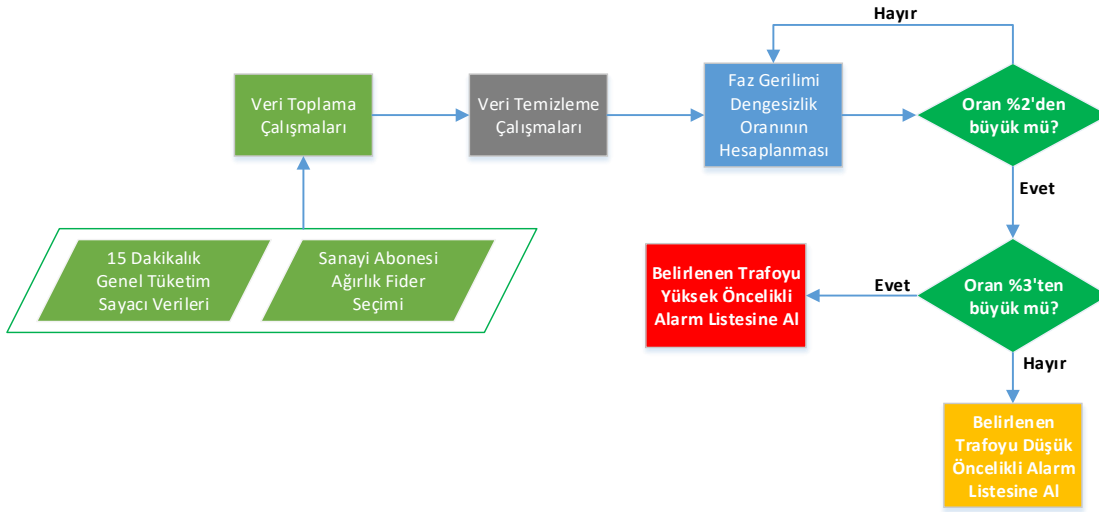 Hayır
Veri Toplama
Çalışmaları
Veri Temizleme
Çalışmaları
Faz Gerilimi
Dengesizlik
Oranının
Hesaplanması
Oran %2'den
büyük mü?
Evet
15 Dakikalık
Genel Tüketim
Sayacı Verileri
Sanayi Abonesi
Ağırlık Fider
Seçimi
Belirlenen Trafoyu
Yüksek Öncelikli
Alarm Listesine Al
Evet
Oran %3'ten
büyük mü?
Hayır
Belirlenen
Trafoyu Düşük
Öncelikli Alarm
Listesine Al